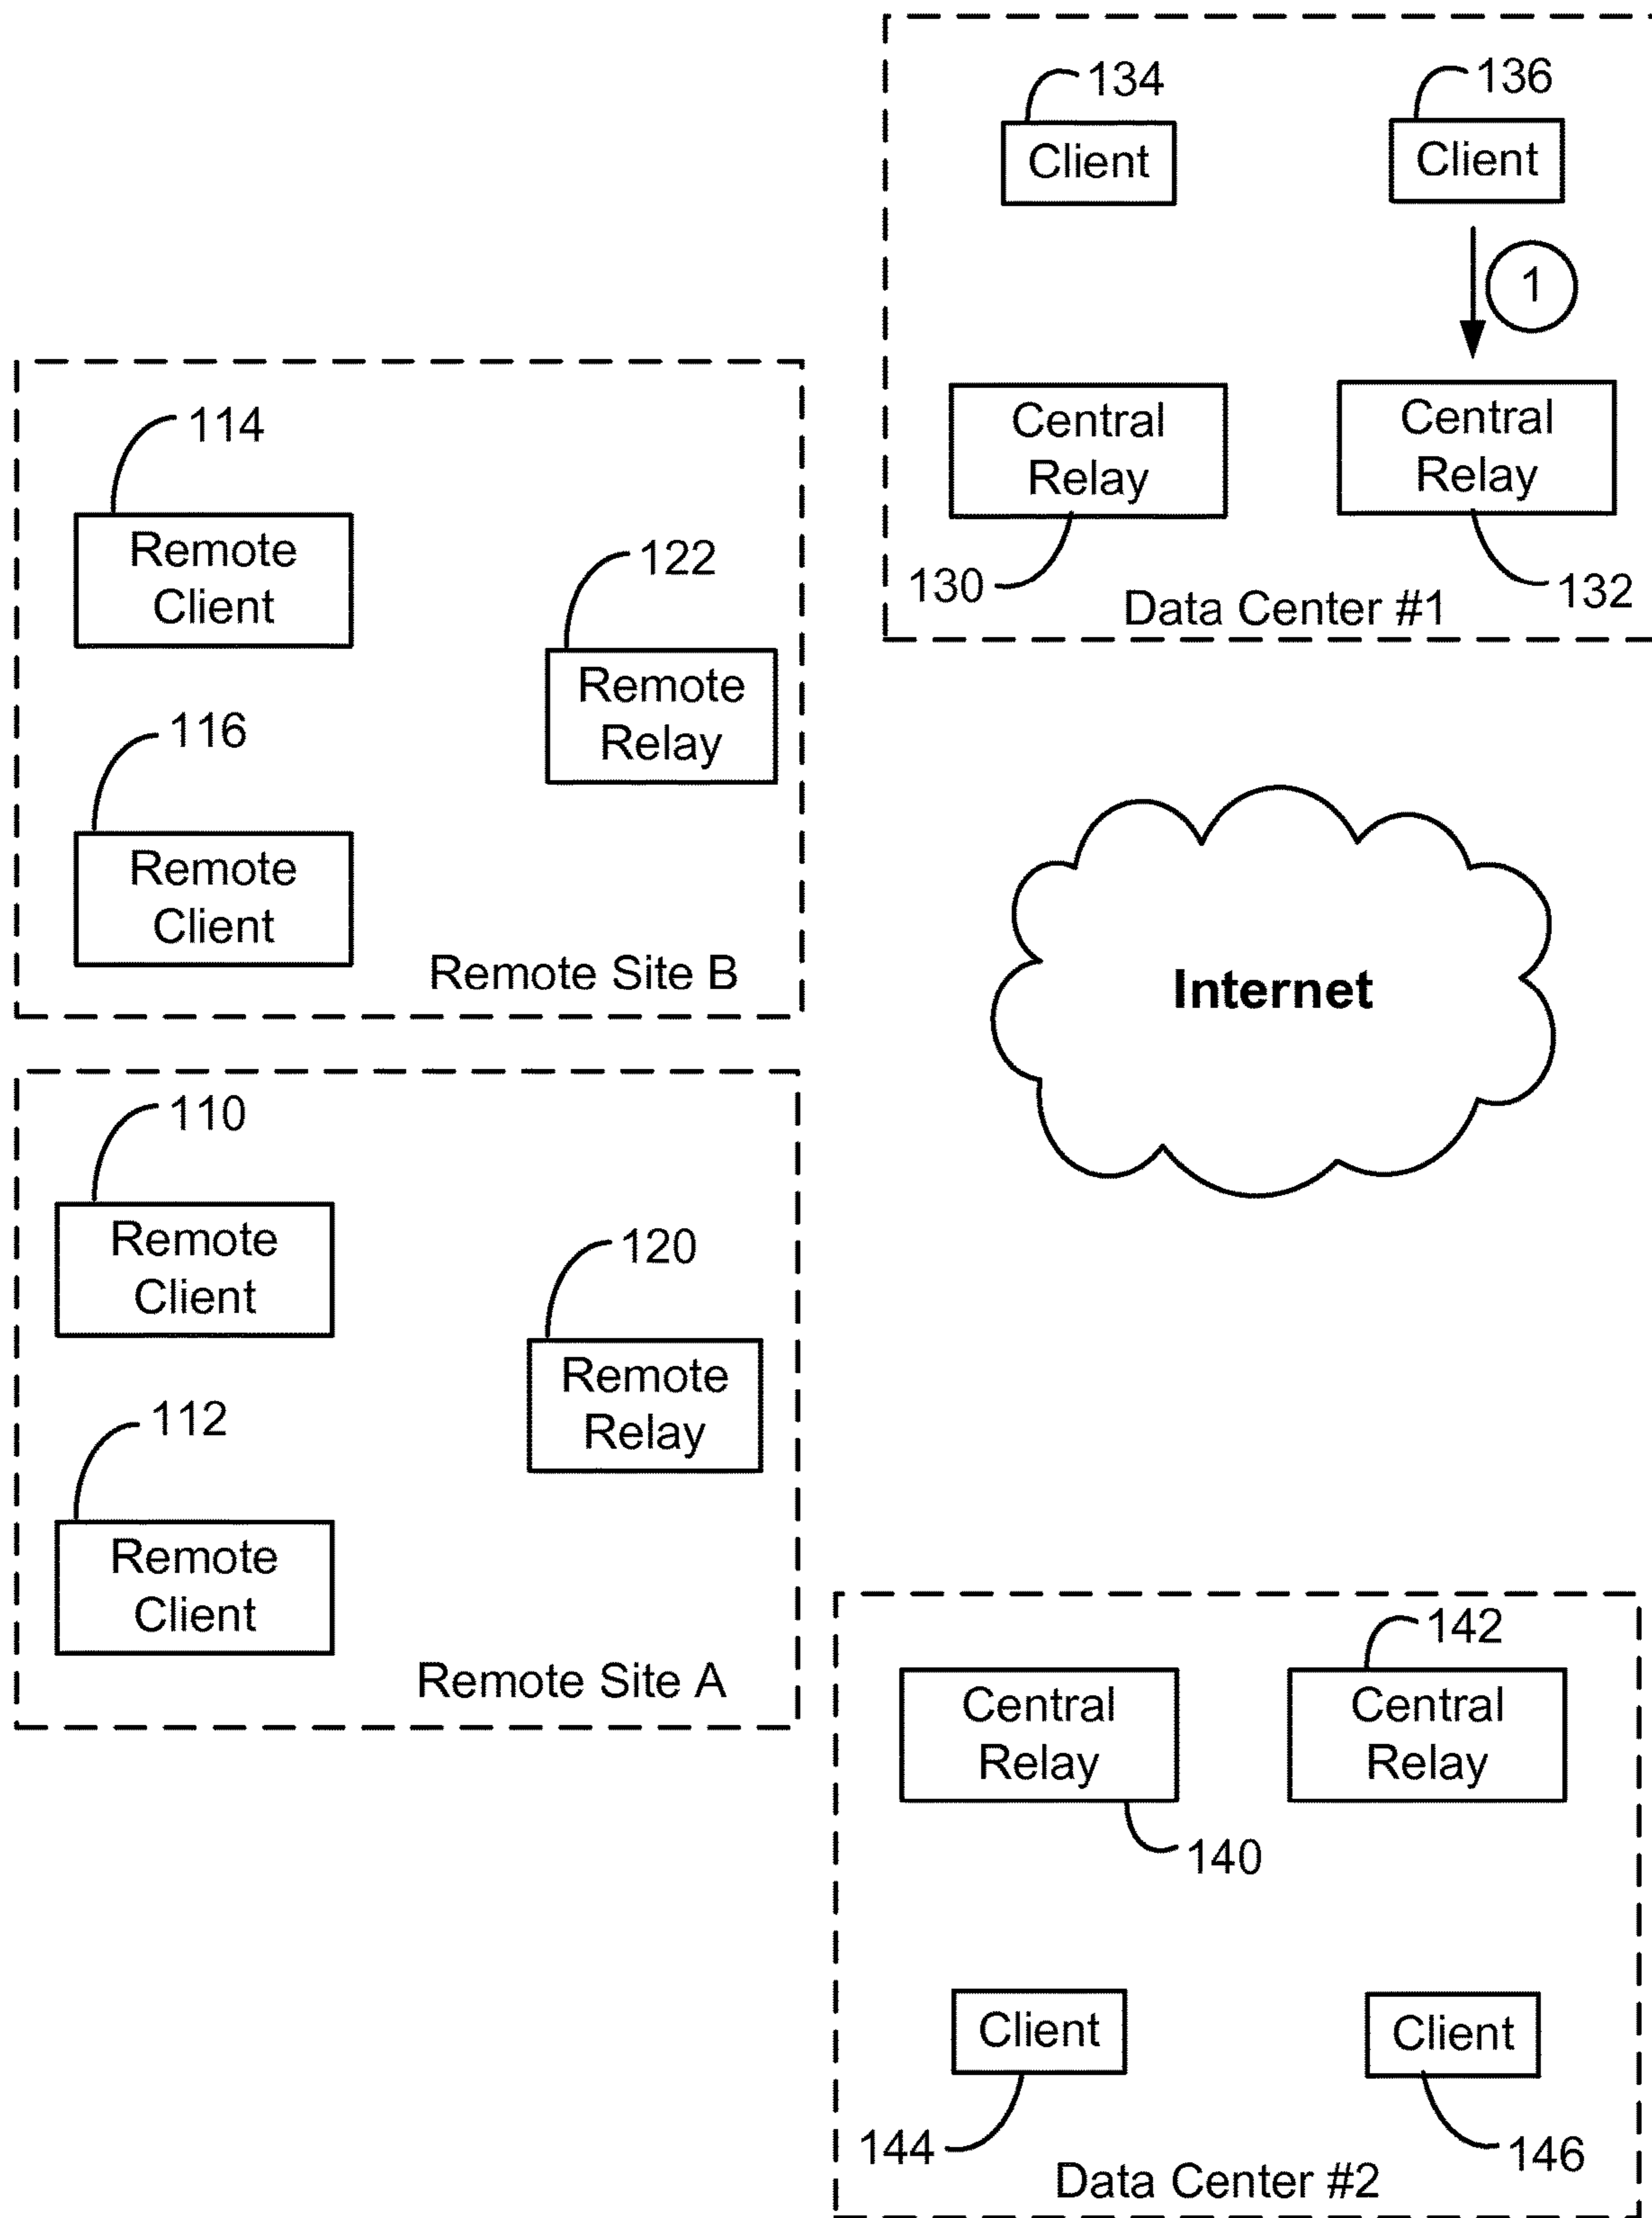 134
136
Client
Client
1
Central
Relay
Central
Relay
130
132
Data Center #1
114
Remote
Client
122
Remote
Relay
116
Remote
Client
Remote Site B
Internet
110
Remote
Client
120
Remote
Relay
112
Remote
Client
Remote Site A
142
Central
Relay
Central
Relay
140
Client
Client
144
146
Data Center #2